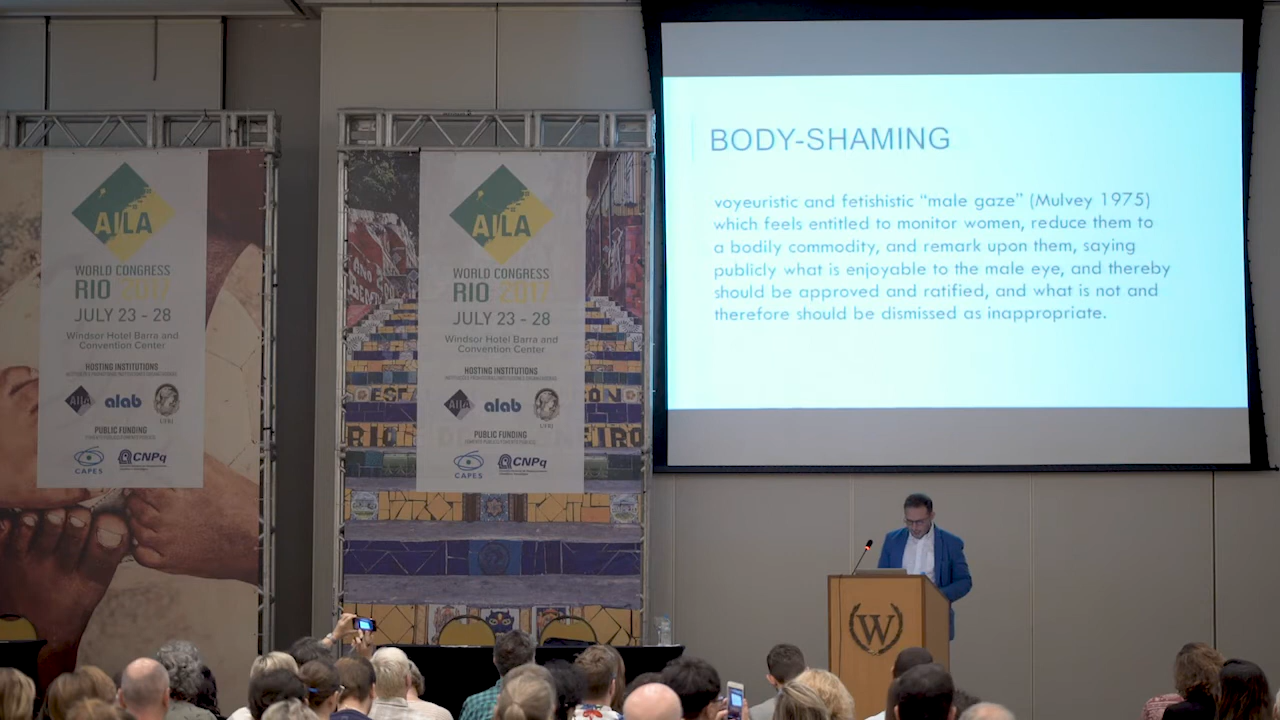 AILA
WORLD CONGRESS
RIO 2017
JULY 23 - 28
Windsor Hotel Barra and
Convention Center
HOSTING INSTITUTIONS
AILA
alab
UFRJ
PUBLIC FUNDING
CAPES
CNPq
AILA
WORLD CONGRESS
RIO 2017
JULY 23 - 28
Windsor Hotel Barra and
Convention Center
HOSTING INSTITUTIONS
AILA
alab
UFRJ
PUBLIC FUNDING
CAPES
CNPq
BODY-SHAMING
voyeuristic and fetishistic “male gaze” (Mulvey 1975)
which feels entitled to monitor women, reduce them to
a bodily commodity, and remark upon them, saying
publicly what is enjoyable to the male eye, and thereby
should be approved and ratified, and what is not and
therefore should be dismissed as inappropriate.
W